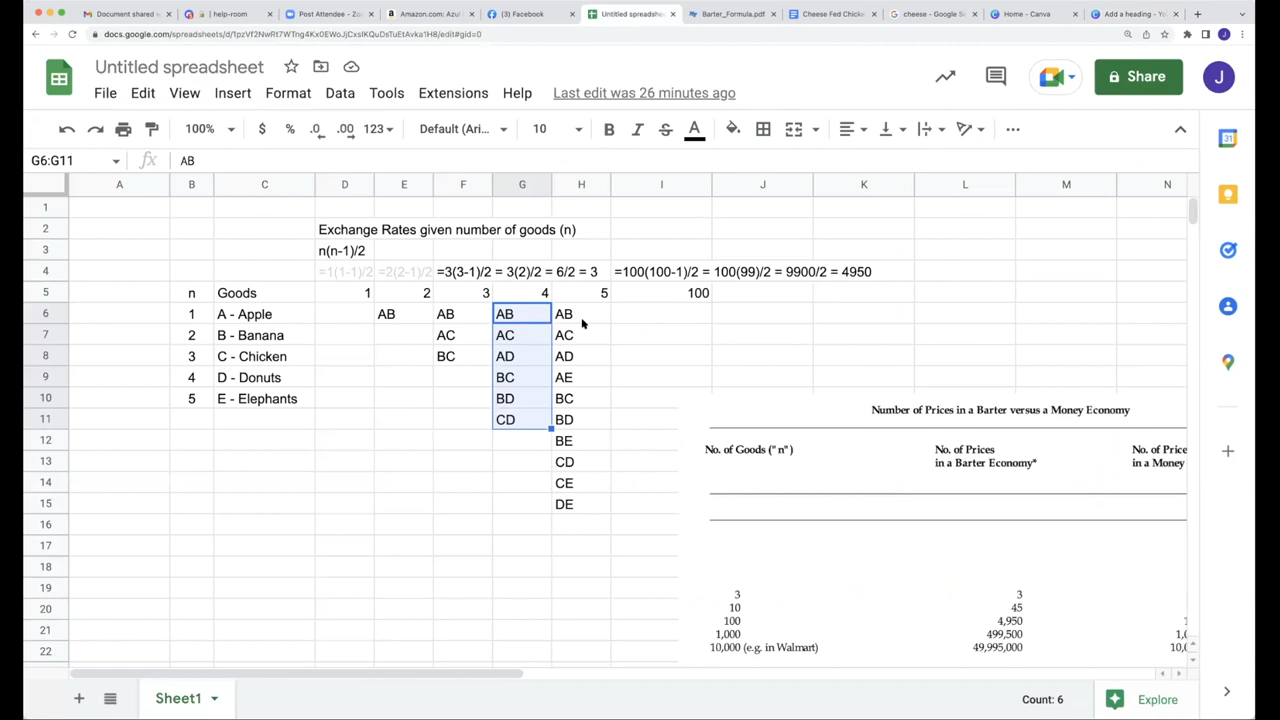 Document shared w
| help-room
Post Attendee - Zoo
Amazon.com: Azul
(3) Facebook
Untitled spreadshe
Barter_Formula.pdf
Cheese Fed Chicke
cheese - Google Se
Home - Canva
Add a heading - Yo
docs.google.com/spreadsheets/d/1pzVf2NwRt7WTng4Kx0EWoJjCxsIKQuDsTuEtAvka1H8/edit#gid=0
Untitled spreadsheet
File Edit View Insert Format Data Tools Extensions Help Last edit was 26 minutes ago
Share
J
100% $ % .0 .00 123 Default (Ari... 10 B I S A
G6:G11 fx AB
A B C D E F G H I J K L M N
1
2 Exchange Rates given number of goods (n)
3 n(n-1)/2
4 =1(1-1)/2 =2(2-1)/2 =3(3-1)/2 = 3(2)/2 = 6/2 = 3 =100(100-1)/2 = 100(99)/2 = 9900/2 = 4950
5 n Goods 1 2 3 4 5 100
6 1 A - Apple AB AB AB AB
7 2 B - Banana AC AC AC
8 3 C - Chicken BC AD AD
9 4 D - Donuts BC AE
10 5 E - Elephants BD BC
11 CD BD
12 BE
13 CD
14 CE
15 DE
16
17
18
19
20
21
22
Number of Prices in a Barter versus a Money Economy
No. of Goods ("n") No. of Prices No. of Price
in a Barter Economy* in a Money
3 3
10 45
100 4,950
1,000 499,500
10,000 (e.g. in Walmart) 49,995,000
Sheet1
Count: 6
Explore